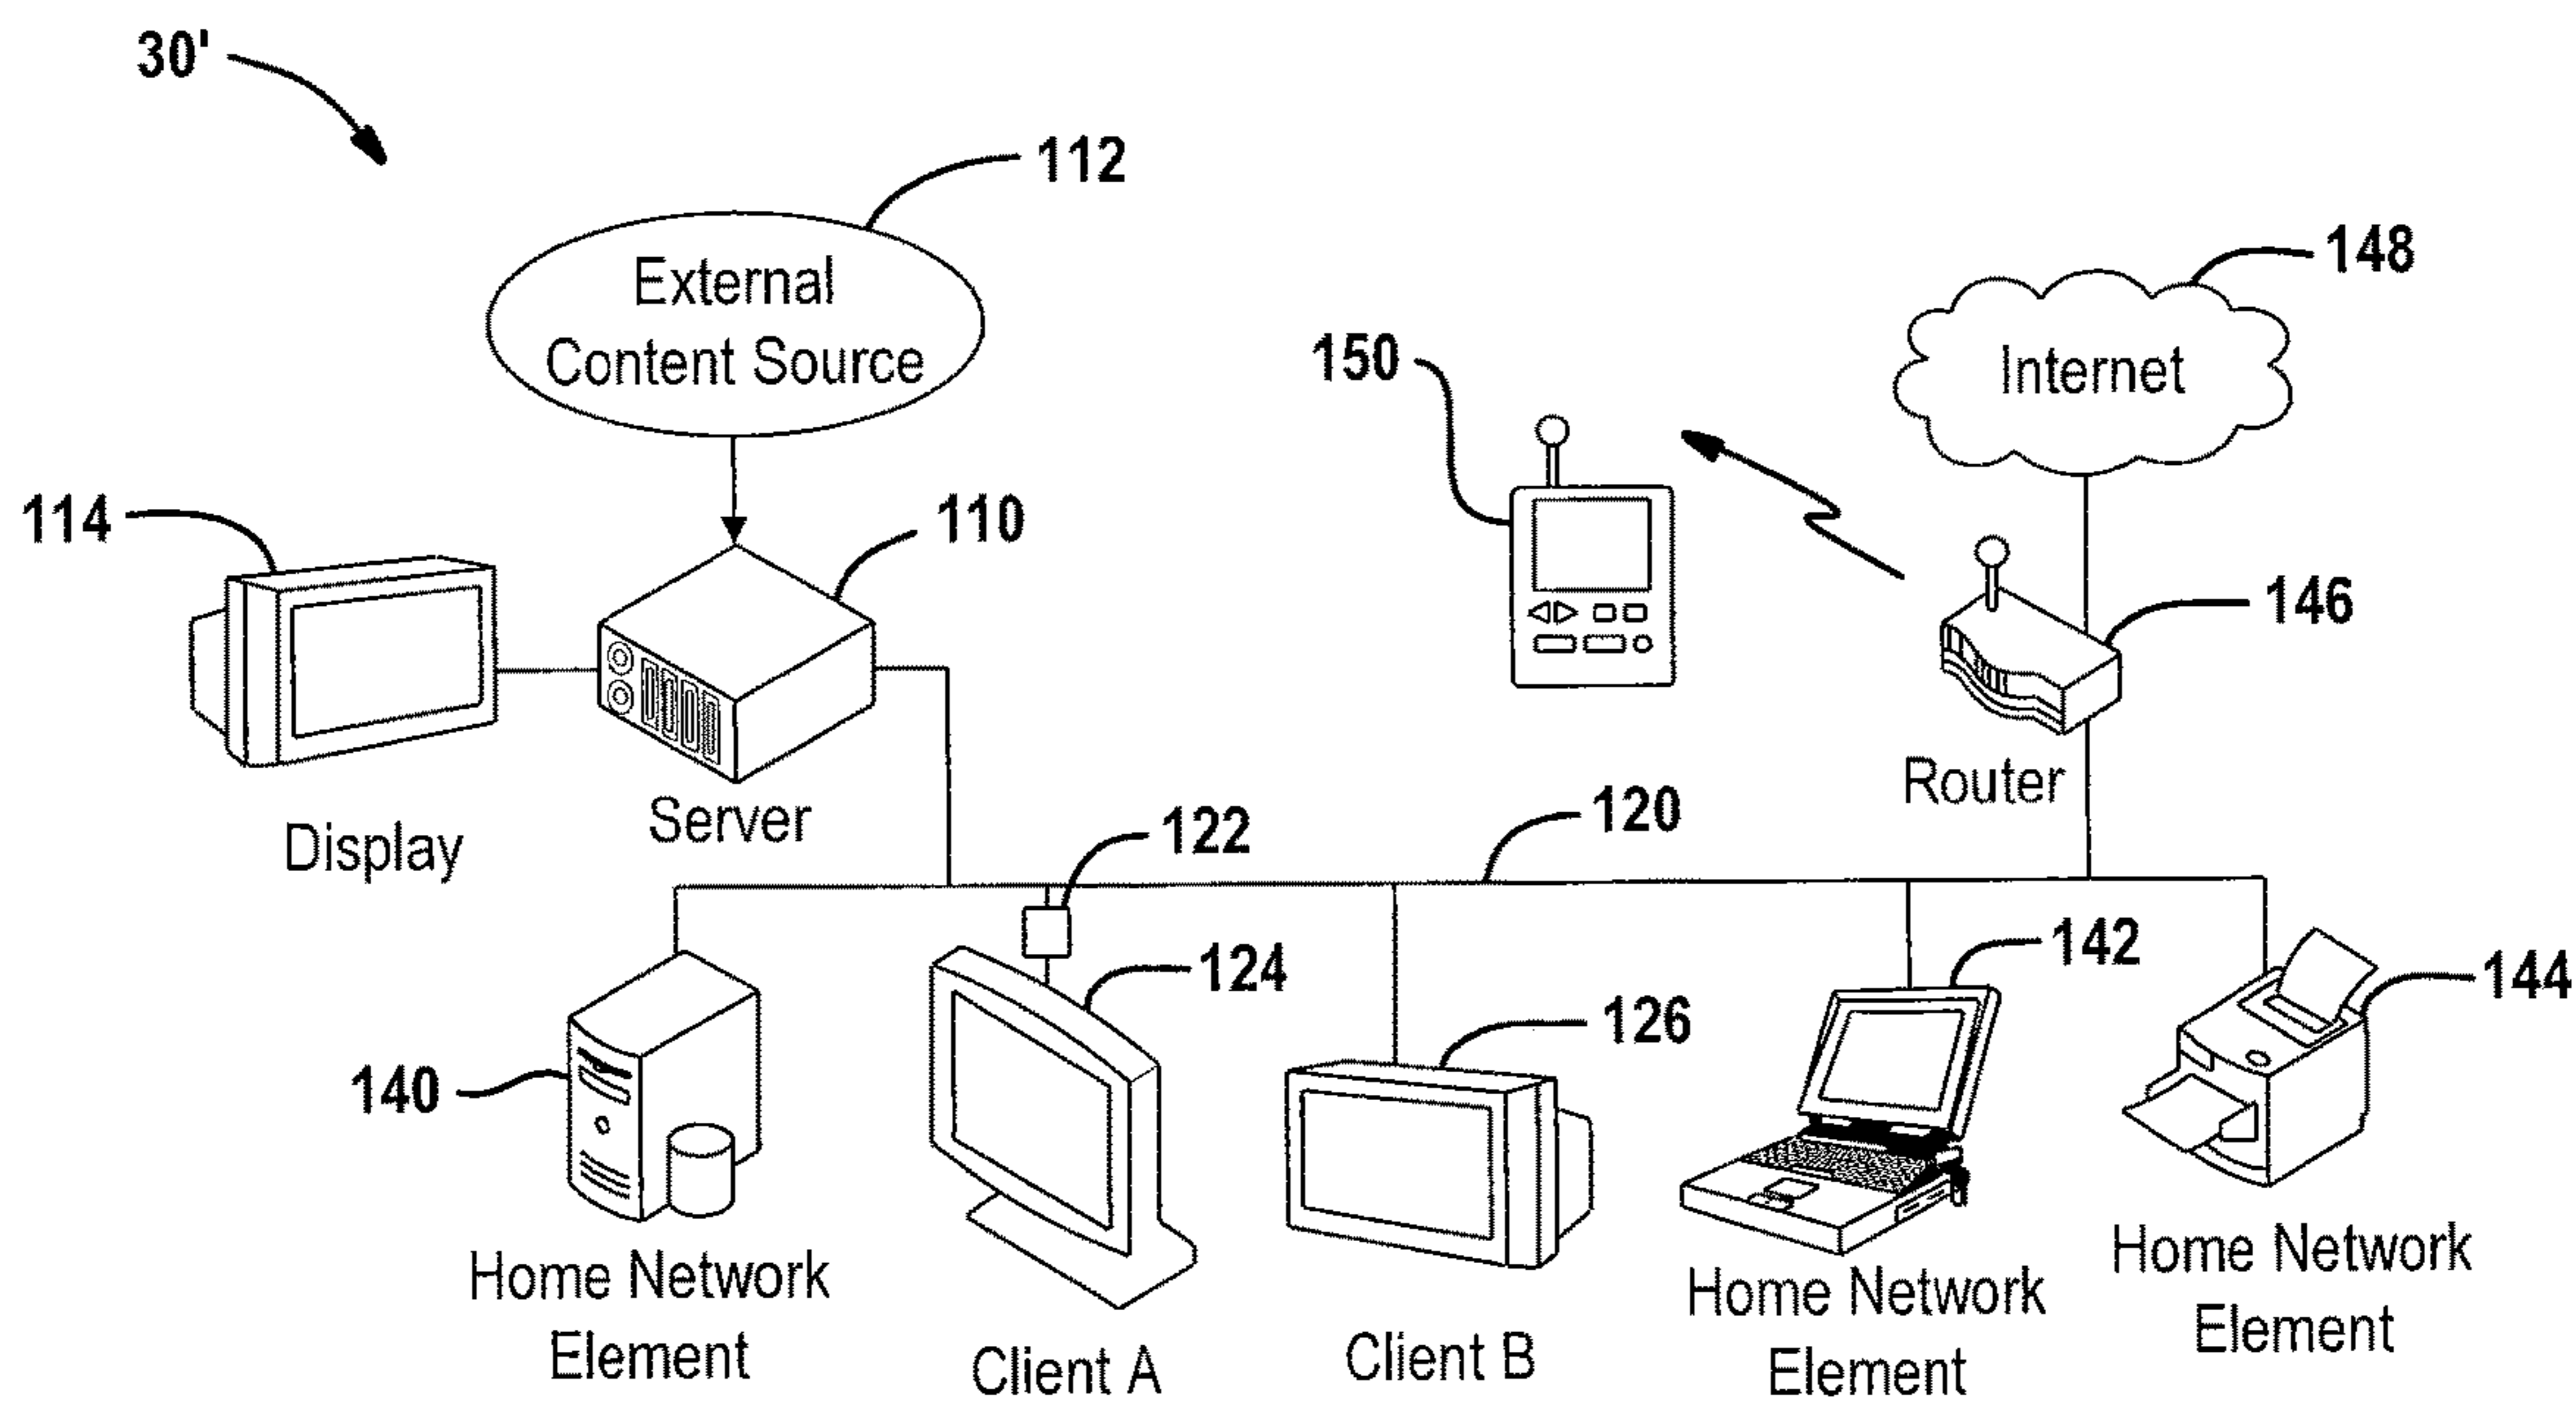 30'
112
External
Content Source
148
Internet
150
114
110
146
Display
Server
Router
122
120
124
142
144
126
140
Home Network
Element
Client A
Client B
Home Network
Element
Home Network
Element